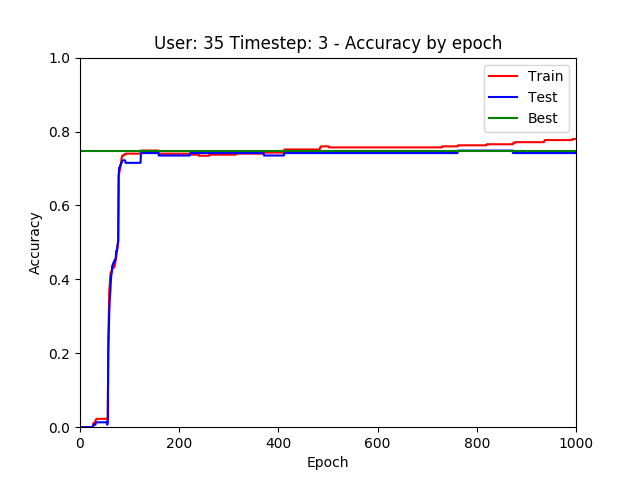 User: 35 Timestep: 3 - Accuracy by epoch
1.0
0.8
0.6
0.4
0.2
0.0
Accuracy
Train
Test
Best
0 200 400 600 800 1000
Epoch